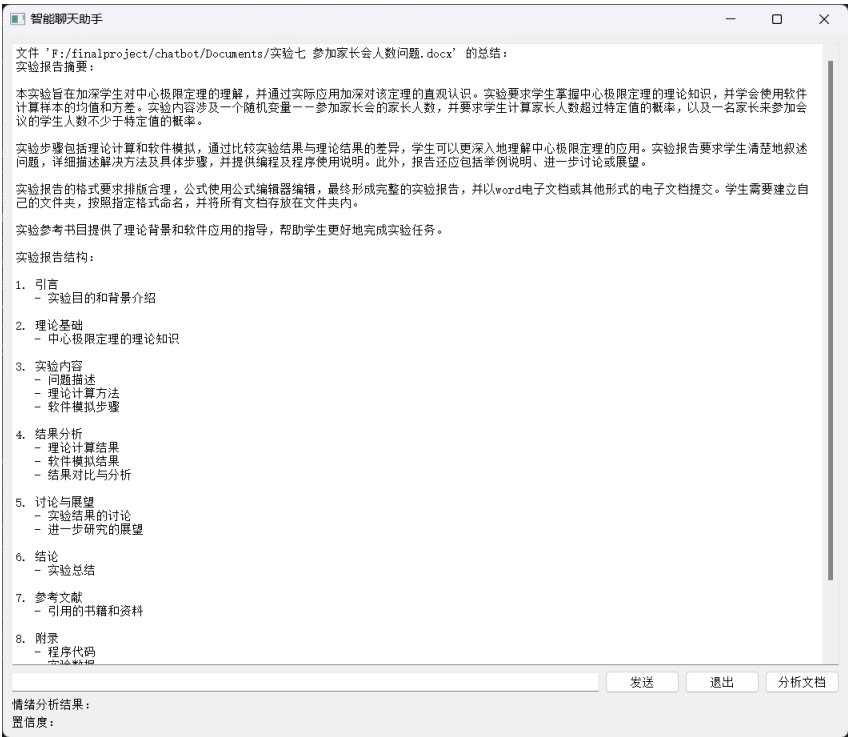 智能聊天助手
文件 'F:/finalproject/chatbot/Documents/实验七 参加家长会人数问题.docx' 的总结:
实验报告摘要:
本实验旨在加深学生对中心极限定理的理解，并通过实际应用加深对该定理的直观认识。实验要求学生掌握中心极限定理的理论知识，并学会使用软件
计算样本的均值和方差。实验内容涉及一个随机变量——参加家长会的家长人数，并要求学生计算家长人数超过特定值的概率，以及一名家长来参加会
议的学生人数不少于特定值的概率。
实验步骤包括理论计算和软件模拟，通过比较实验结果与理论结果的差异，学生可以更深入地理解中心极限定理的应用。实验报告要求学生清楚地叙述
问题，详细描述解决方法及具体步骤，并提供编程及程序使用说明。此外，报告还应包括举例说明、进一步讨论或展望。
实验报告的格式要求排版合理，公式使用公式编辑器编辑，最终形成完整的实验报告，并以word电子文档或其他形式的电子文档提交。学生需要建立自
己的文件夹，按照指定格式命名，并将所有文档存放在文件夹内。
实验参考书目提供了理论背景和软件应用的指导，帮助学生更好地完成实验任务。
实验报告结构:
1. 引言
- 实验目的和背景介绍
2. 理论基础
- 中心极限定理的理论知识
3. 实验内容
- 问题描述
- 理论计算方法
- 软件模拟步骤
4. 结果分析
- 理论计算结果
- 软件模拟结果
- 结果对比与分析
5. 讨论与展望
- 实验结果的讨论
- 进一步研究的展望
6. 结论
- 实验总结
7. 参考文献
- 引用的书籍和资料
8. 附录
- 程序代码
- 实验数据
发送 退出 分析文档
情绪分析结果:
置信度: